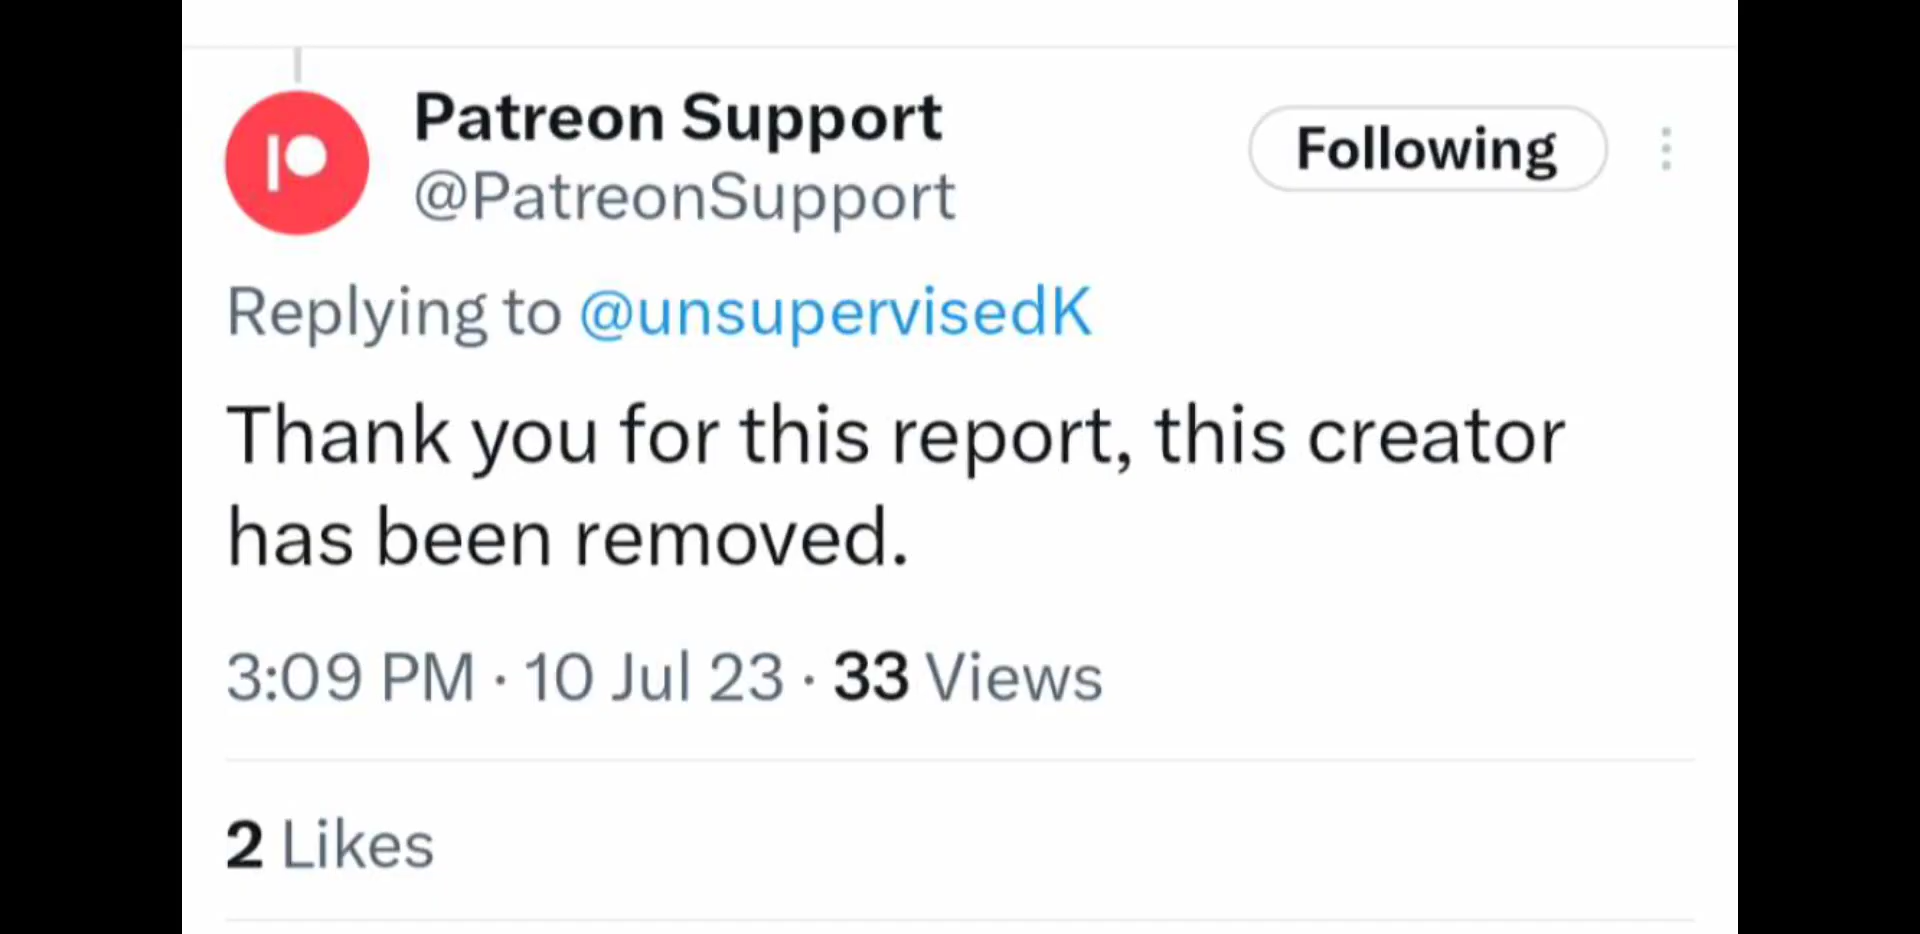 Patreon Support
Following
@PatreonSupport
Replying to @unsupervisedK
Thank you for this report, this creator
has been removed.
3:09 PM · 10 Jul 23 · 33 Views
2 Likes